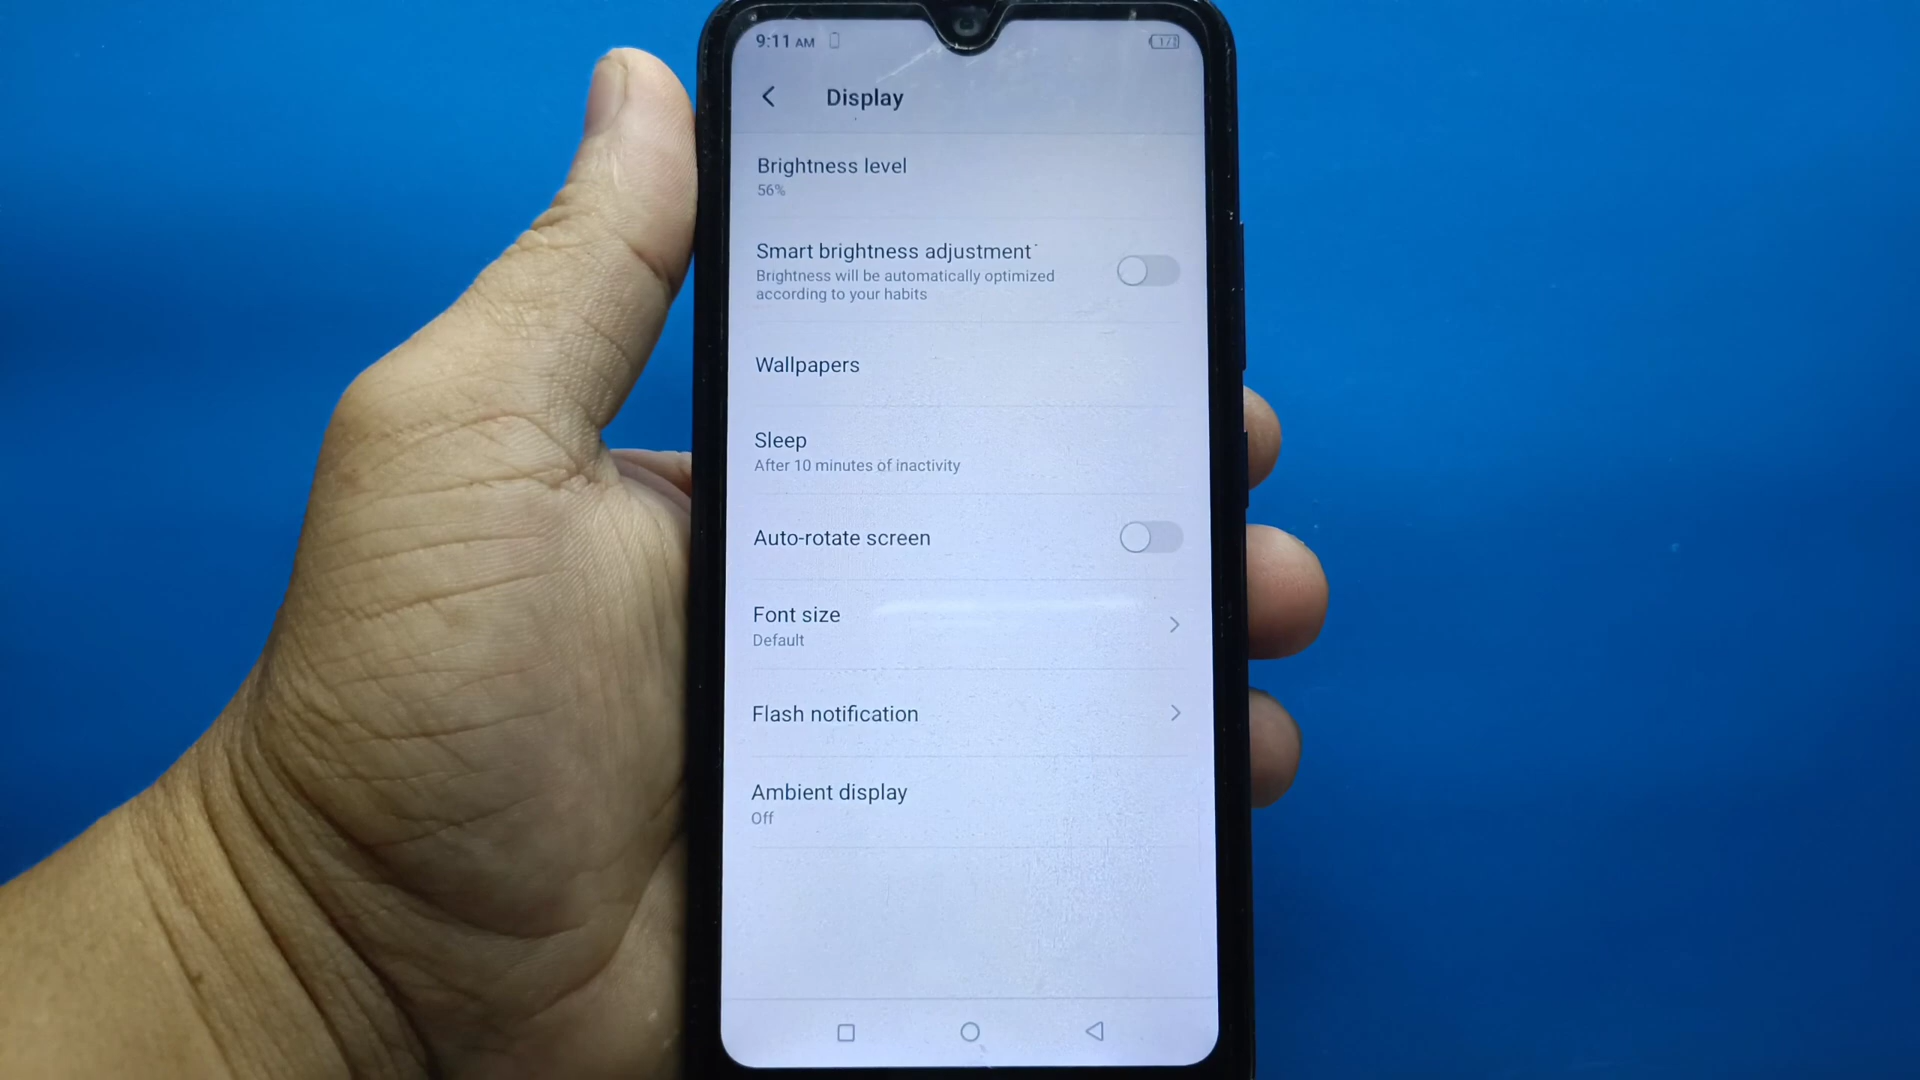 9:11 AM
Display
Brightness level
56%
Smart brightness adjustment
Brightness will be automatically optimized
according to your habits
Wallpapers
Sleep
After 10 minutes of inactivity
Auto-rotate screen
Font size
Default
Flash notification
Ambient display
Off